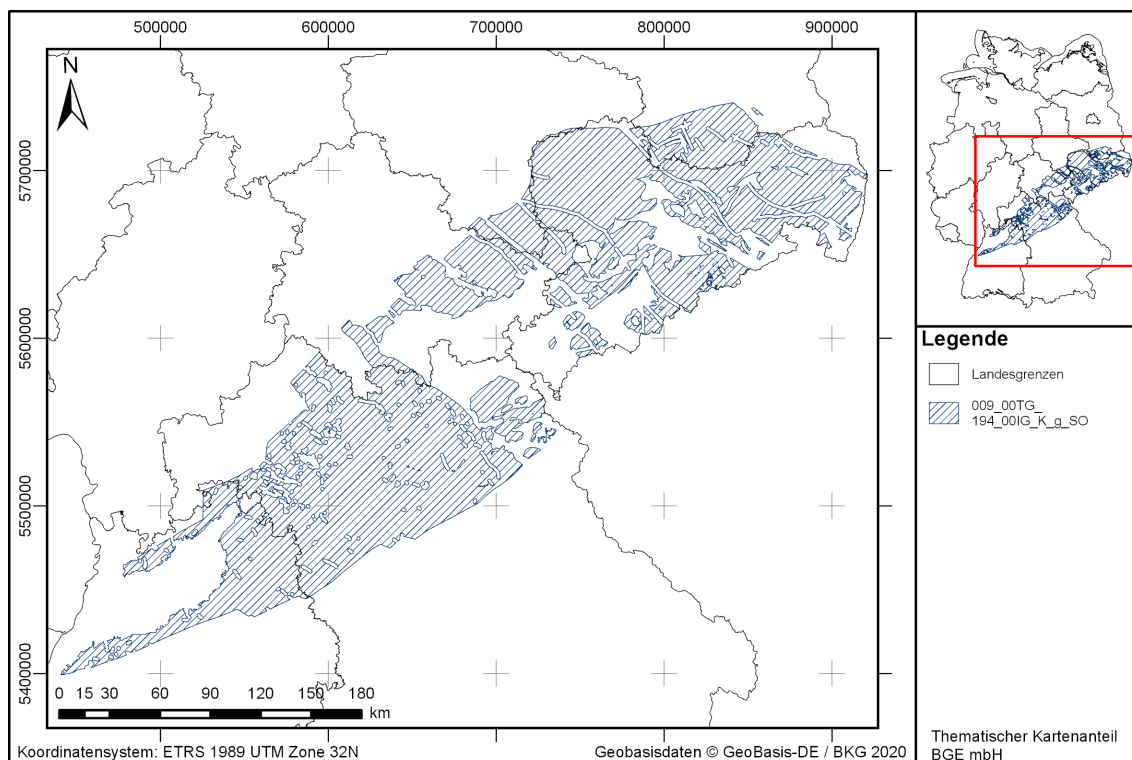 500000 600000 700000 800000 900000
N
5700000
5600000
5500000
5400000
0 15 30 60 90 120 150 180
km
Koordinatensystem: ETRS 1989 UTM Zone 32N
Geobasisdaten © GeoBasis-DE / BKG 2020
Legende
Landesgrenzen
009_00TG_
194_00IG_K_g_SO
Thematischer Kartenanteil
BGE mbH